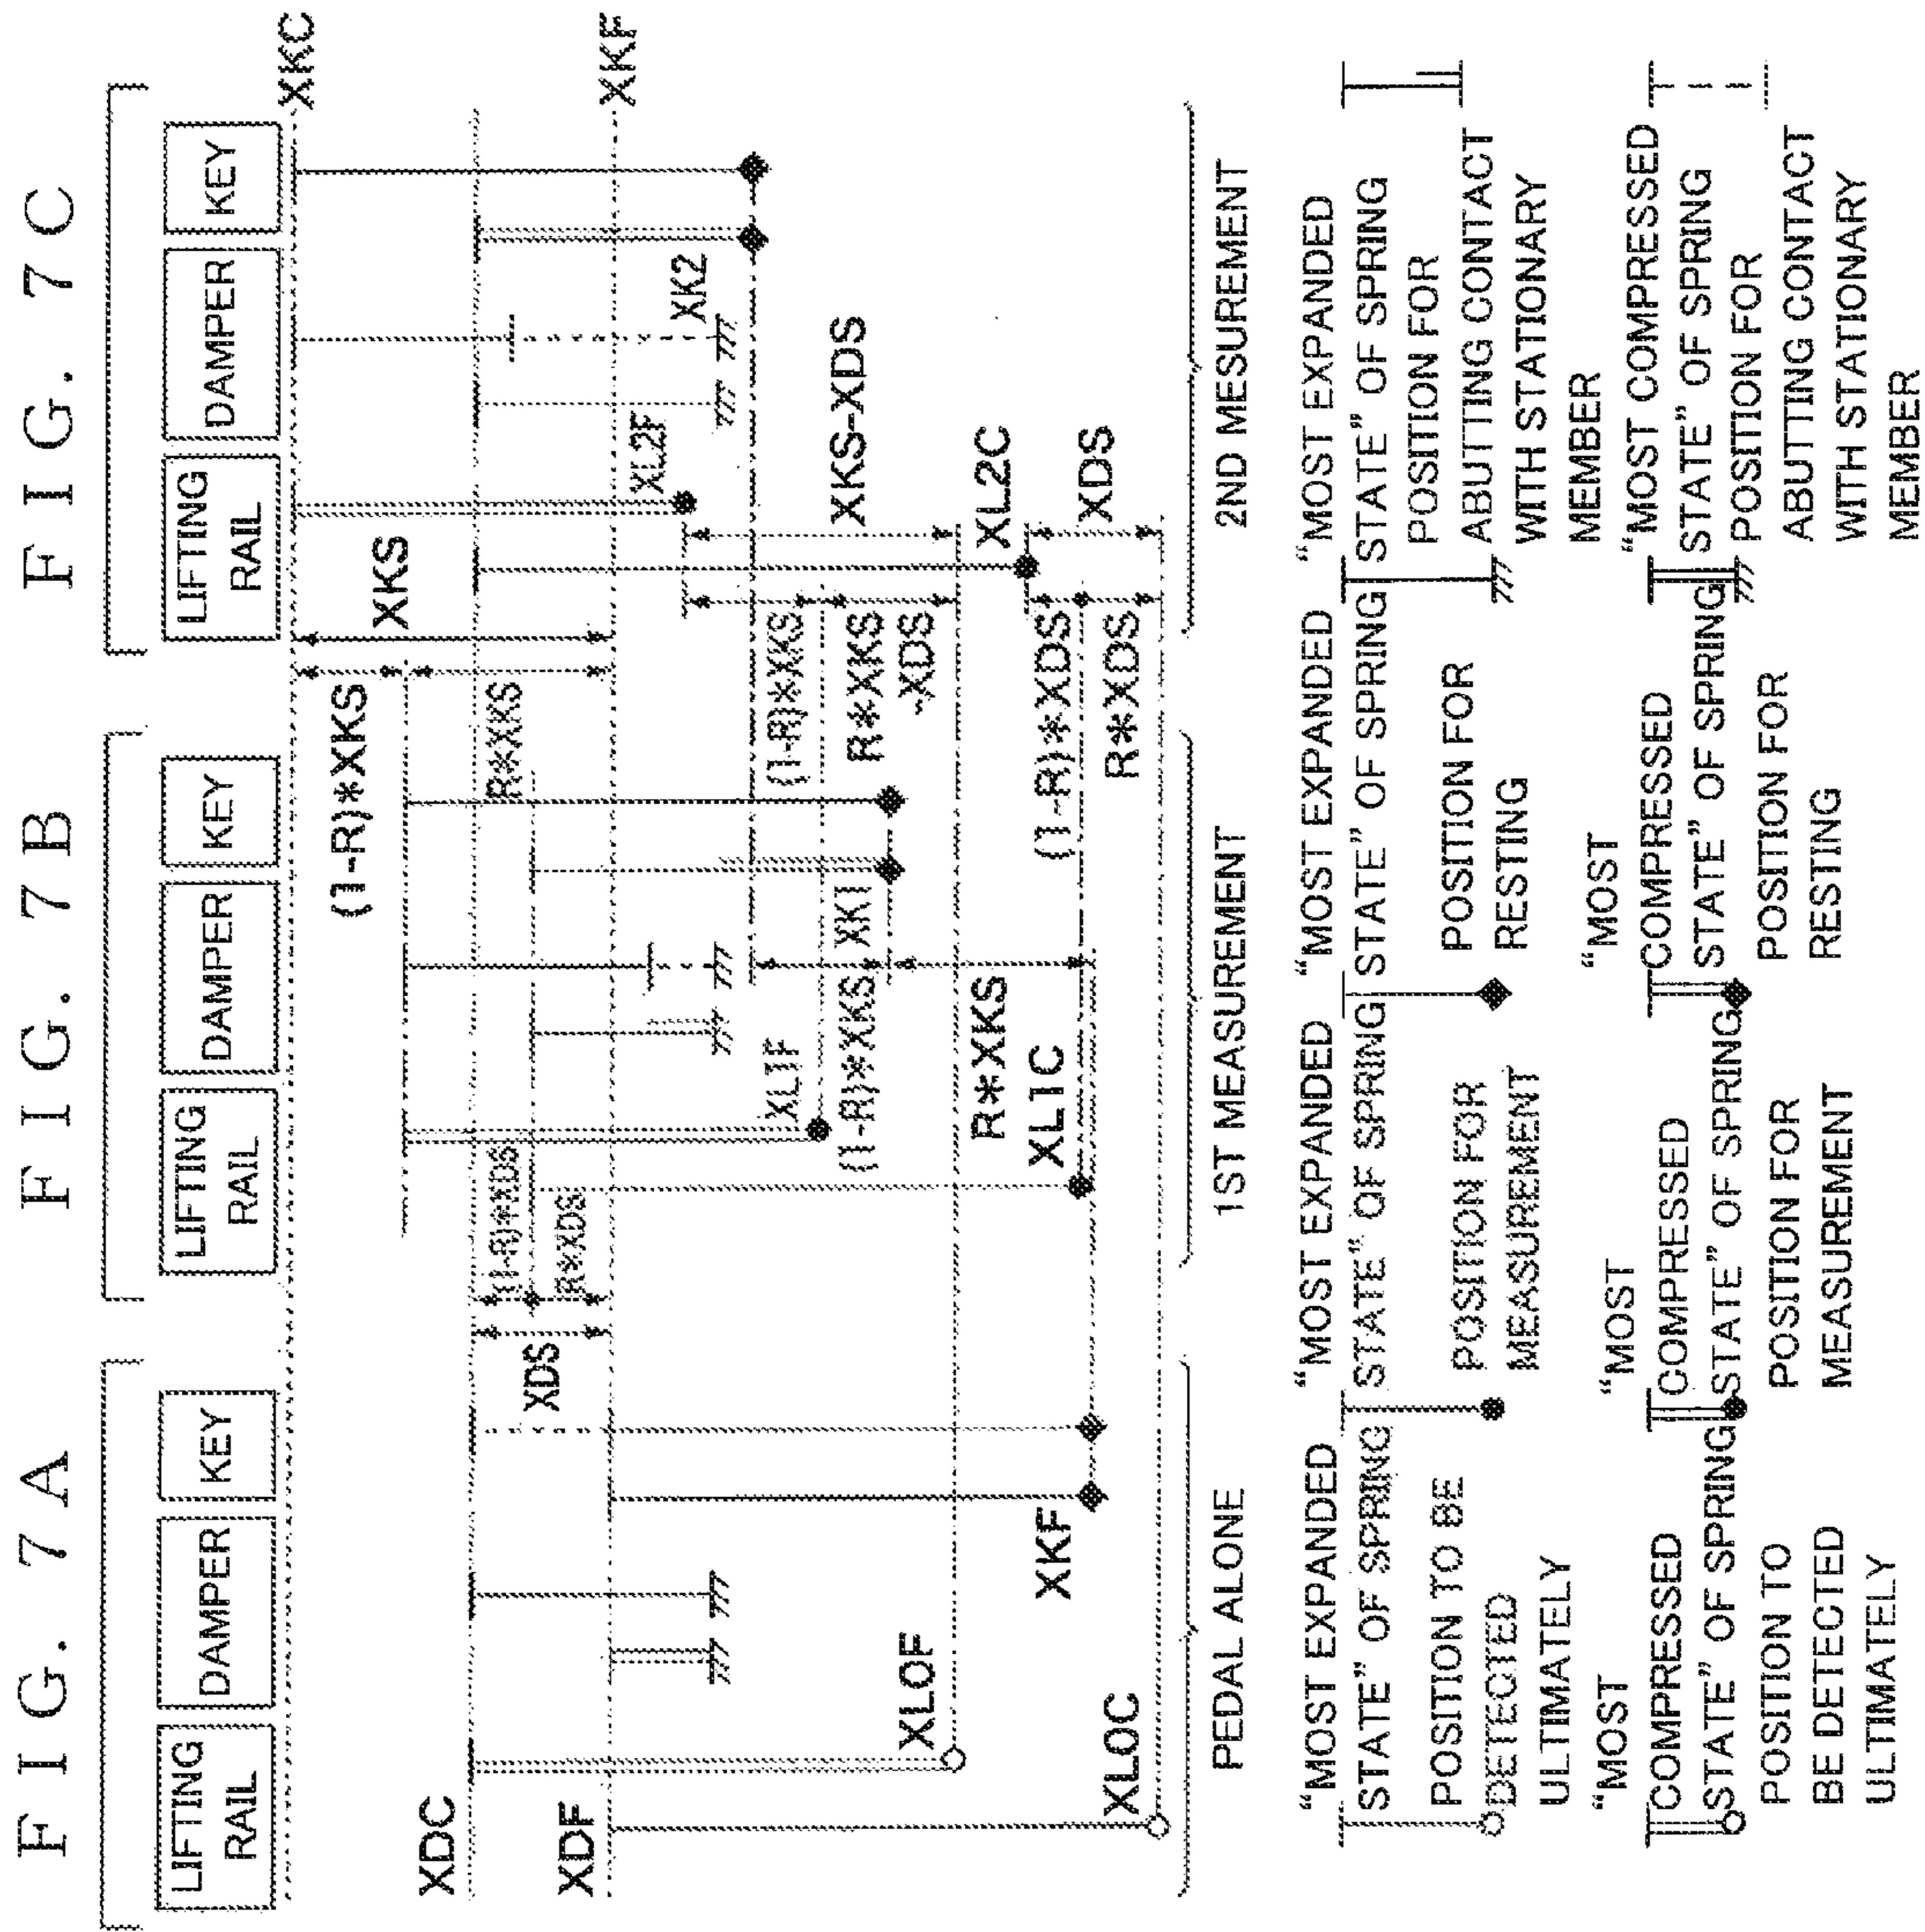 FIG. 7A
LIFTING
RAIL
DAMPER
KEY
XDC
XDF
XDS
XL0F
XL0C
XKF
PEDAL ALONE
FIG. 7B
LIFTING
RAIL
DAMPER
KEY
(1-R)*XKS
(1-R)*XDS
R*XDS
R*XKS
XL1F
(1-R)*XKS
XK1
R*XKS
XL1C
1ST MEASUREMENT
FIG. 7C
LIFTING
RAIL
DAMPER
KEY
XKC
XKF
XKS
XL2F
XK2
(1-R)*XKS
R*XKS
-XDS
XKS-XDS
XL2C
(1-R)*XDS
R*XDS
XDS
2ND MESUREMENT
"MOST EXPANDED
STATE" OF SPRING
POSITION TO BE
DETECTED
ULTIMATELY
"MOST EXPANDED
STATE" OF SPRING
POSITION FOR
MEASUREMENT
"MOST EXPANDED
STATE" OF SPRING
POSITION FOR
RESTING
"MOST EXPANDED
STATE" OF SPRING
POSITION FOR
ABUTTING CONTACT
WITH STATIONARY
MEMBER
"MOST
COMPRESSED
STATE" OF SPRING
POSITION TO
BE DETECTED
ULTIMATELY
"MOST
COMPRESSED
STATE" OF SPRING
POSITION FOR
MEASUREMENT
"MOST
COMPRESSED
STATE" OF SPRING
POSITION FOR
RESTING
"MOST COMPRESSED
STATE" OF SPRING
POSITION FOR
ABUTTING CONTACT
WITH STATIONARY
MEMBER